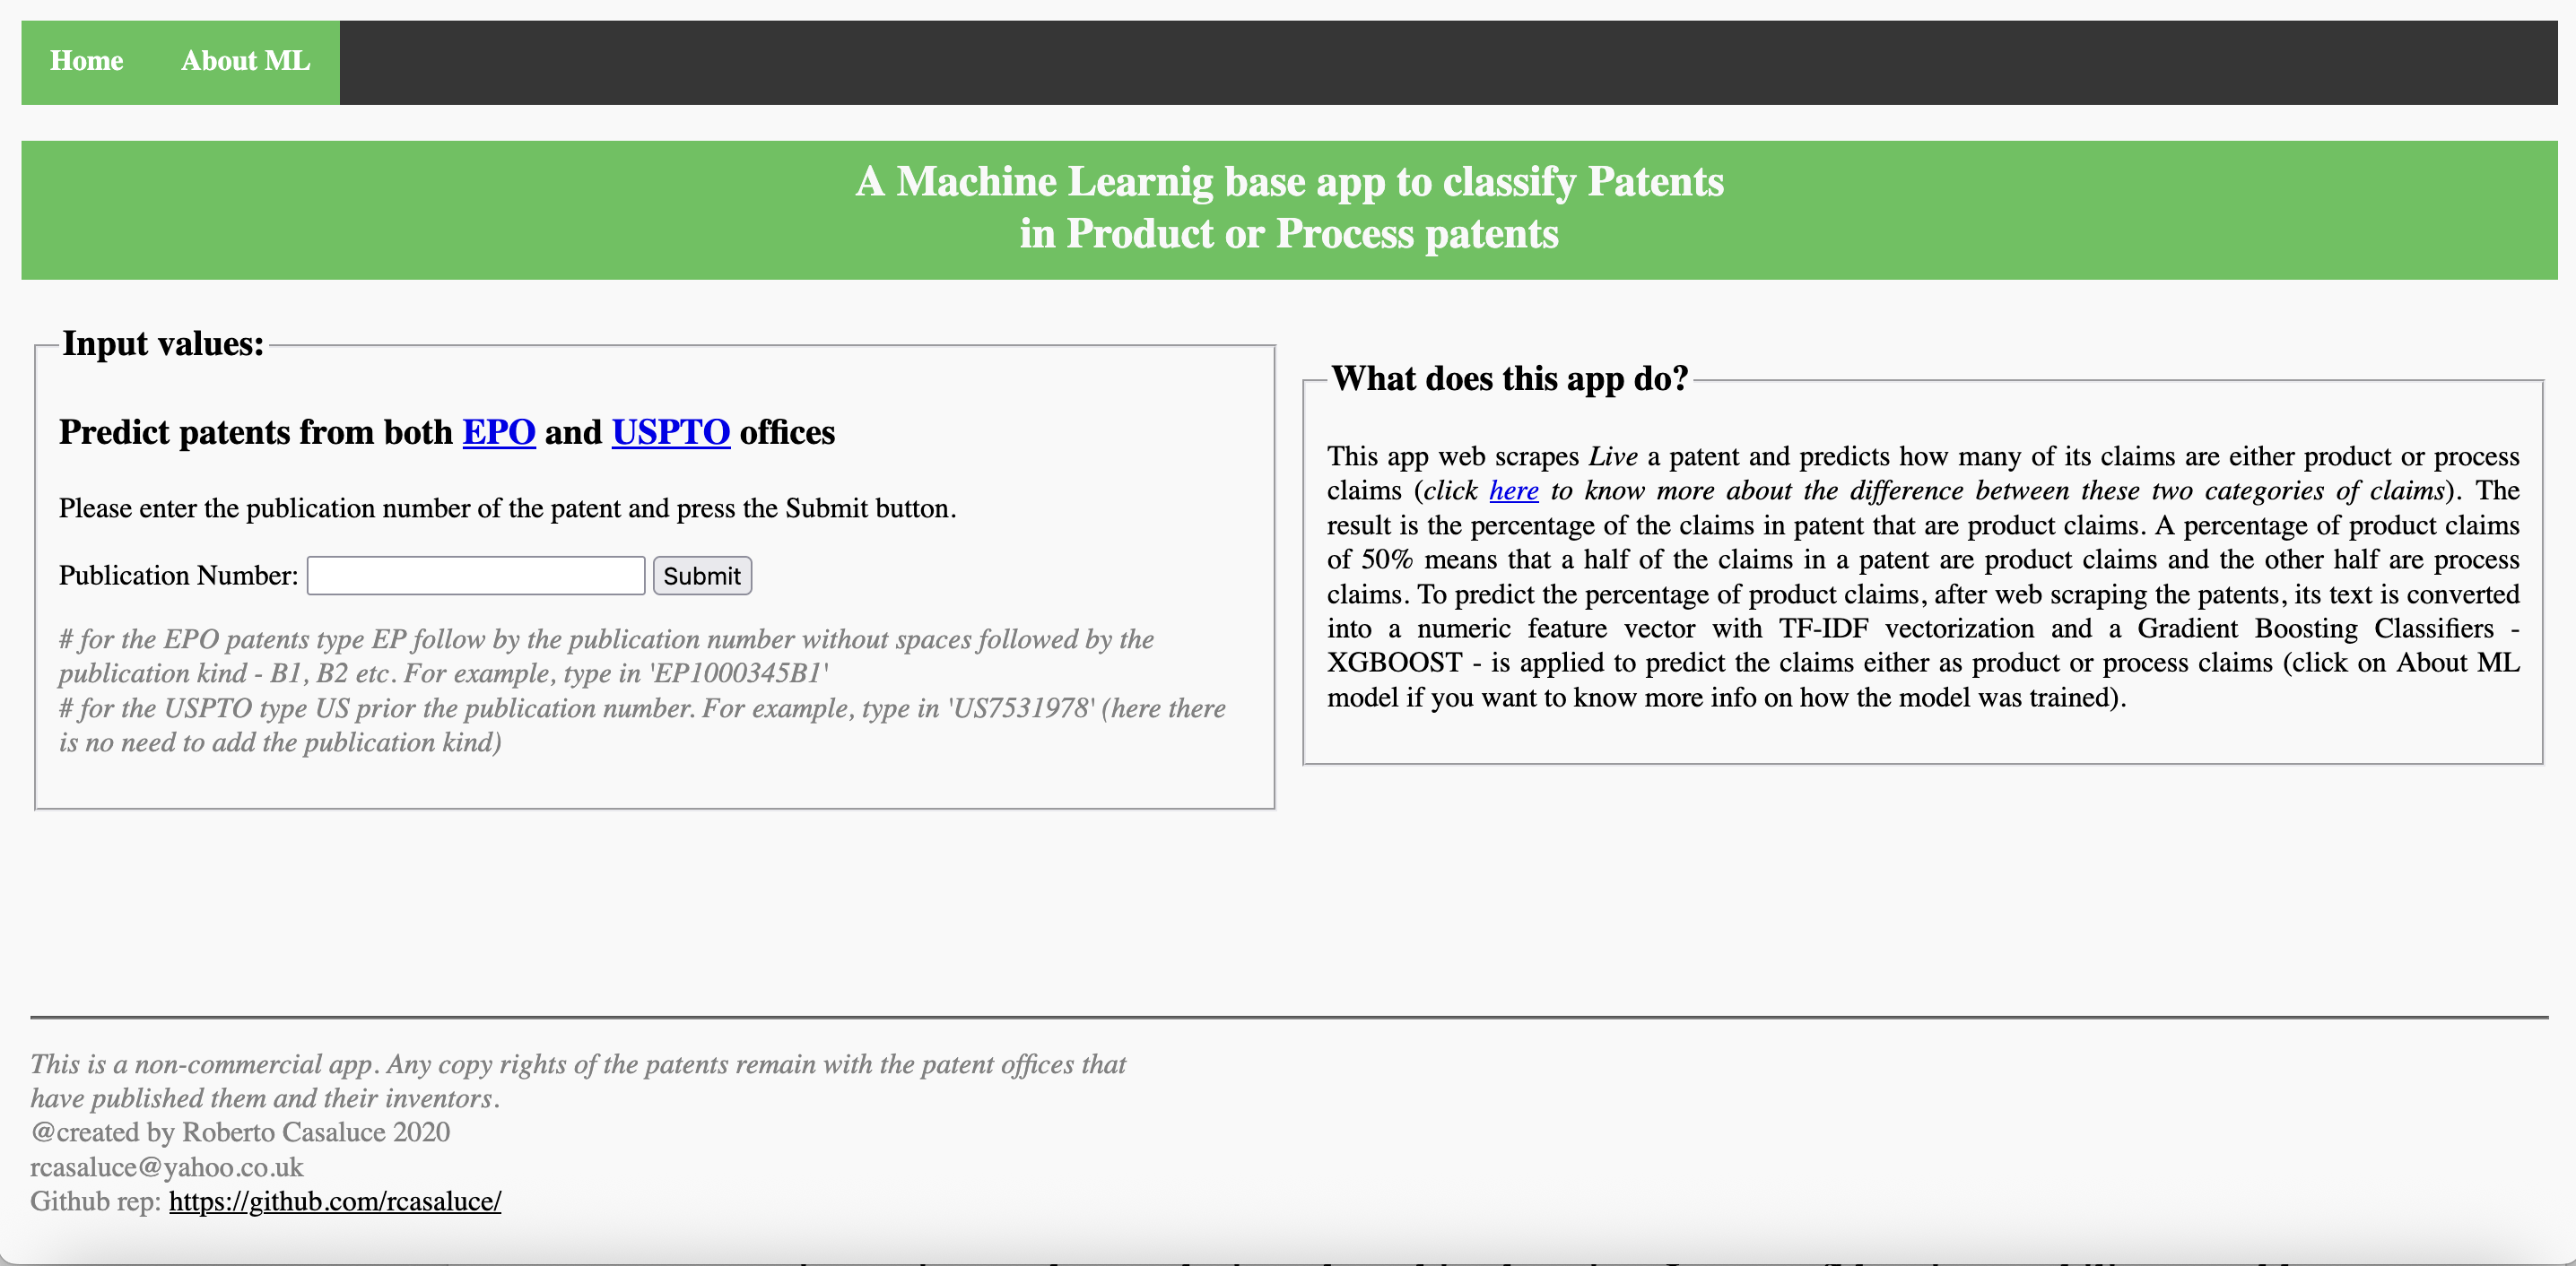 Home About ML
A Machine Learnig base app to classify Patents
in Product or Process patents
Input values:
Predict patents from both EPO and USPTO offices
Please enter the publication number of the patent and press the Submit button.
Publication Number: Submit
# for the EPO patents type EP follow by the publication number without spaces followed by the
publication kind - B1, B2 etc. For example, type in 'EP1000345B1'
# for the USPTO type US prior the publication number. For example, type in 'US7531978' (here there
is no need to add the publication kind)
What does this app do?
This app web scrapes Live a patent and predicts how many of its claims are either product or process
claims (click here to know more about the difference between these two categories of claims). The
result is the percentage of the claims in patent that are product claims. A percentage of product claims
of 50% means that a half of the claims in a patent are product claims and the other half are process
claims. To predict the percentage of product claims, after web scraping the patents, its text is converted
into a numeric feature vector with TF-IDF vectorization and a Gradient Boosting Classifiers -
XGBOOST - is applied to predict the claims either as product or process claims (click on About ML
model if you want to know more info on how the model was trained).
This is a non-commercial app. Any copy rights of the patents remain with the patent offices that
have published them and their inventors.
@created by Roberto Casaluce 2020
rcasaluce@yahoo.co.uk
Github rep: https://github.com/rcasaluce/